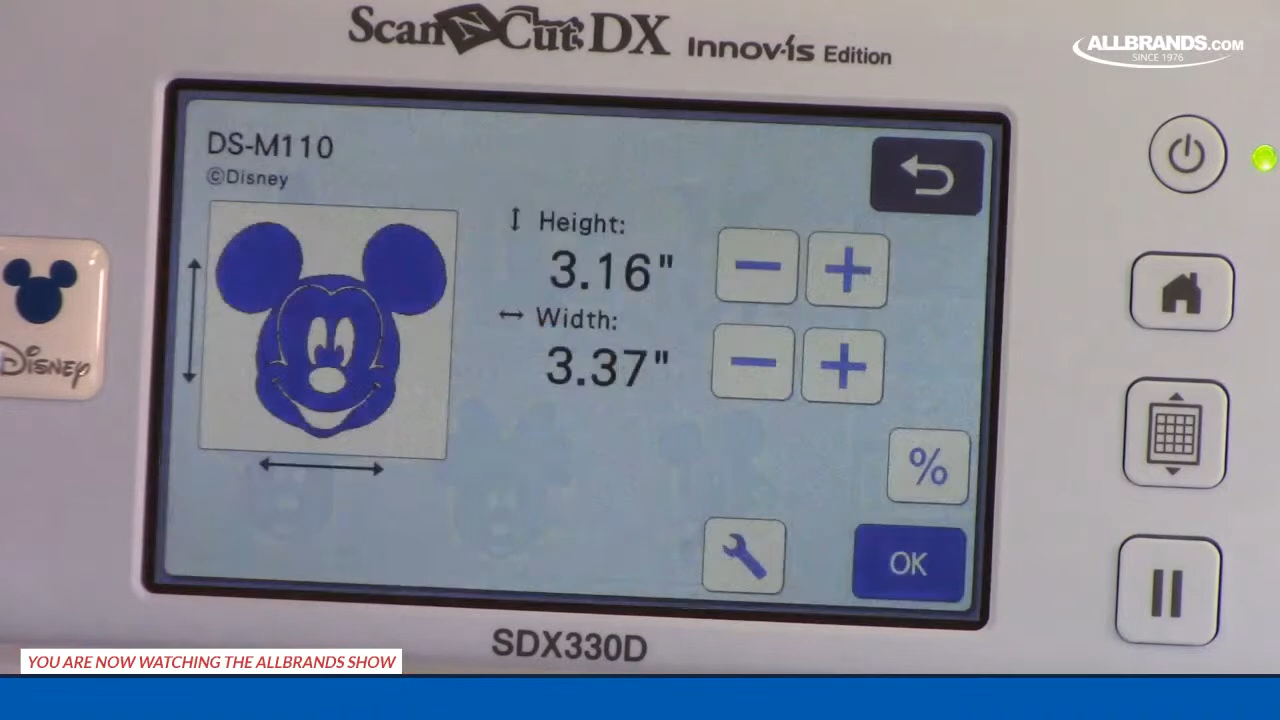 ScanNCut DX Innov-ís Edition
ALLBRANDS.COM
SINCE 1976
DS-M110
©Disney
Height:
3.16"
Width:
3.37"
%
OK
Disney
SDX330D
YOU ARE NOW WATCHING THE ALLBRANDS SHOW